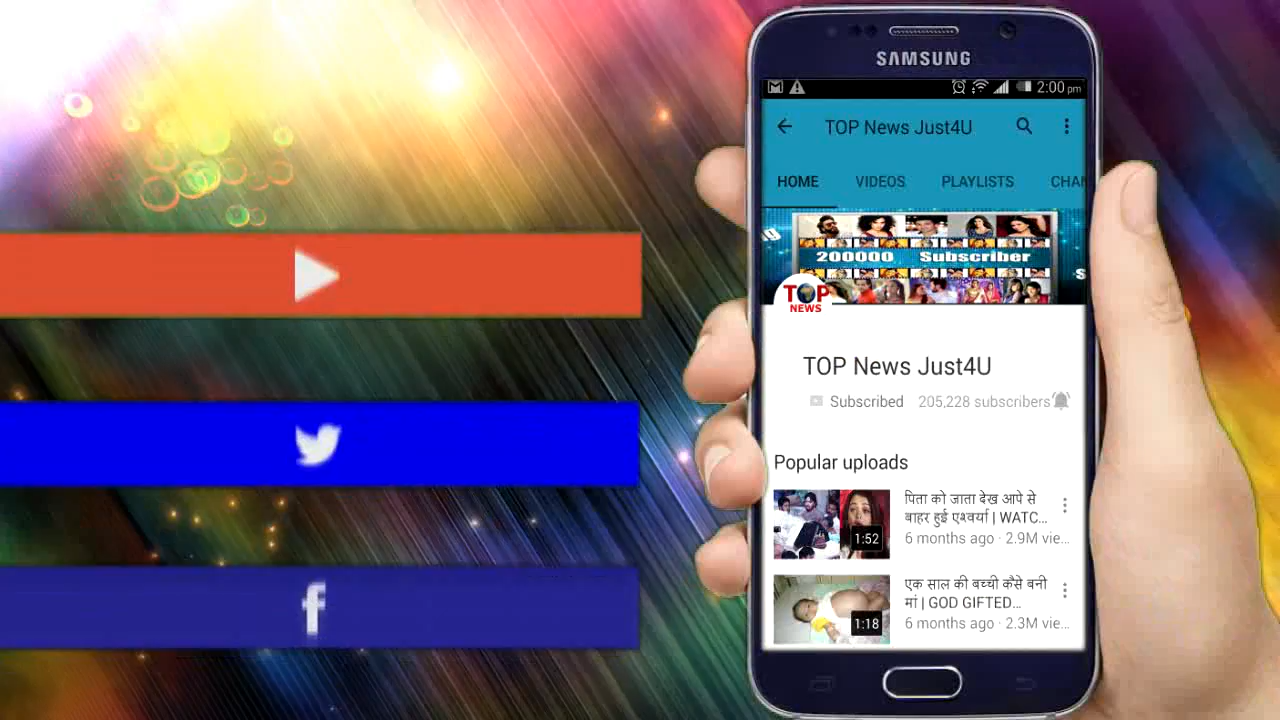 SAMSUNG
2:00 pm
TOP News Just4U
HOME VIDEOS PLAYLISTS CHAN
200000 Subscriber
TOP
NEWS
TOP News Just4U
Subscribed 205,228 subscribers
Popular uploads
पिता को जाता देख आपे से
बाहर हुई एश्वर्या | WATC...
1:52
6 months ago · 2.9M vie...
एक साल की बच्ची कैसे बनी
मां | GOD GIFTED...
1:18
6 months ago · 2.3M vie...